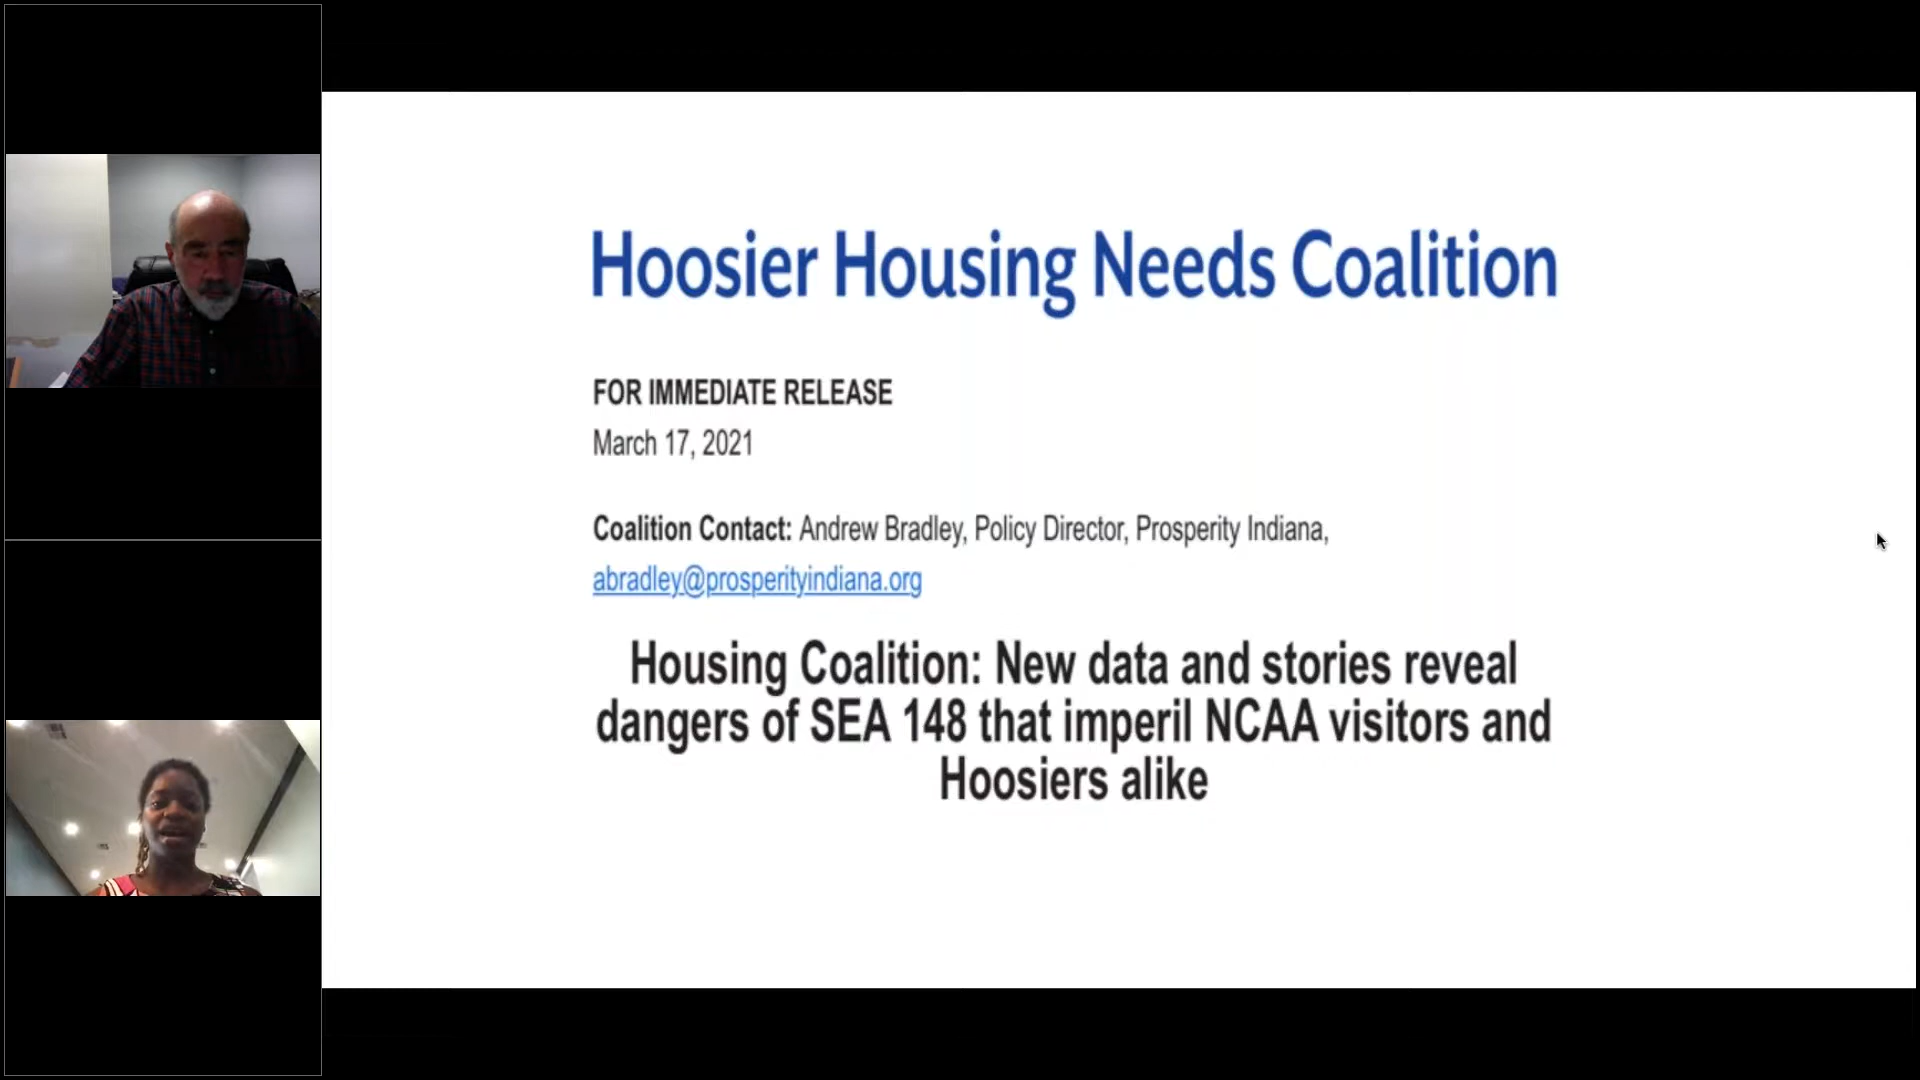 Hoosier Housing Needs Coalition
FOR IMMEDIATE RELEASE
March 17, 2021
Coalition Contact: Andrew Bradley, Policy Director, Prosperity Indiana,
abradley@prosperityindiana.org
Housing Coalition: New data and stories reveal
dangers of SEA 148 that imperil NCAA visitors and
Hoosiers alike